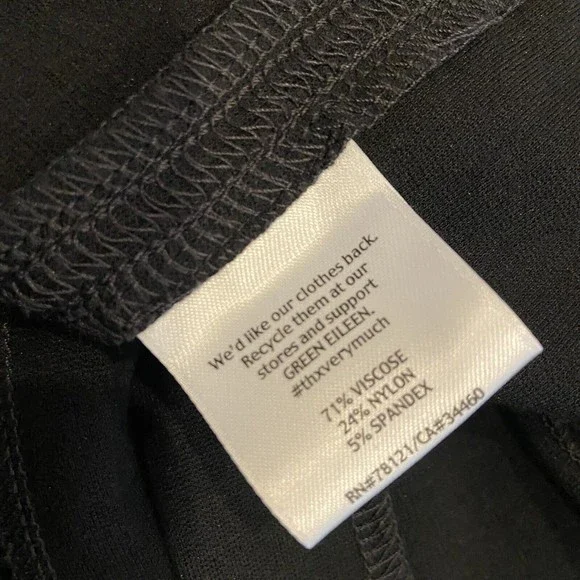 We'd like our clothes back.
Recycle them at our
stores and support
GREEN EILEEN.
#thxverymuch
71% VISCOSE
24% NYLON
5% SPANDEX
RN#78121/CA#34460